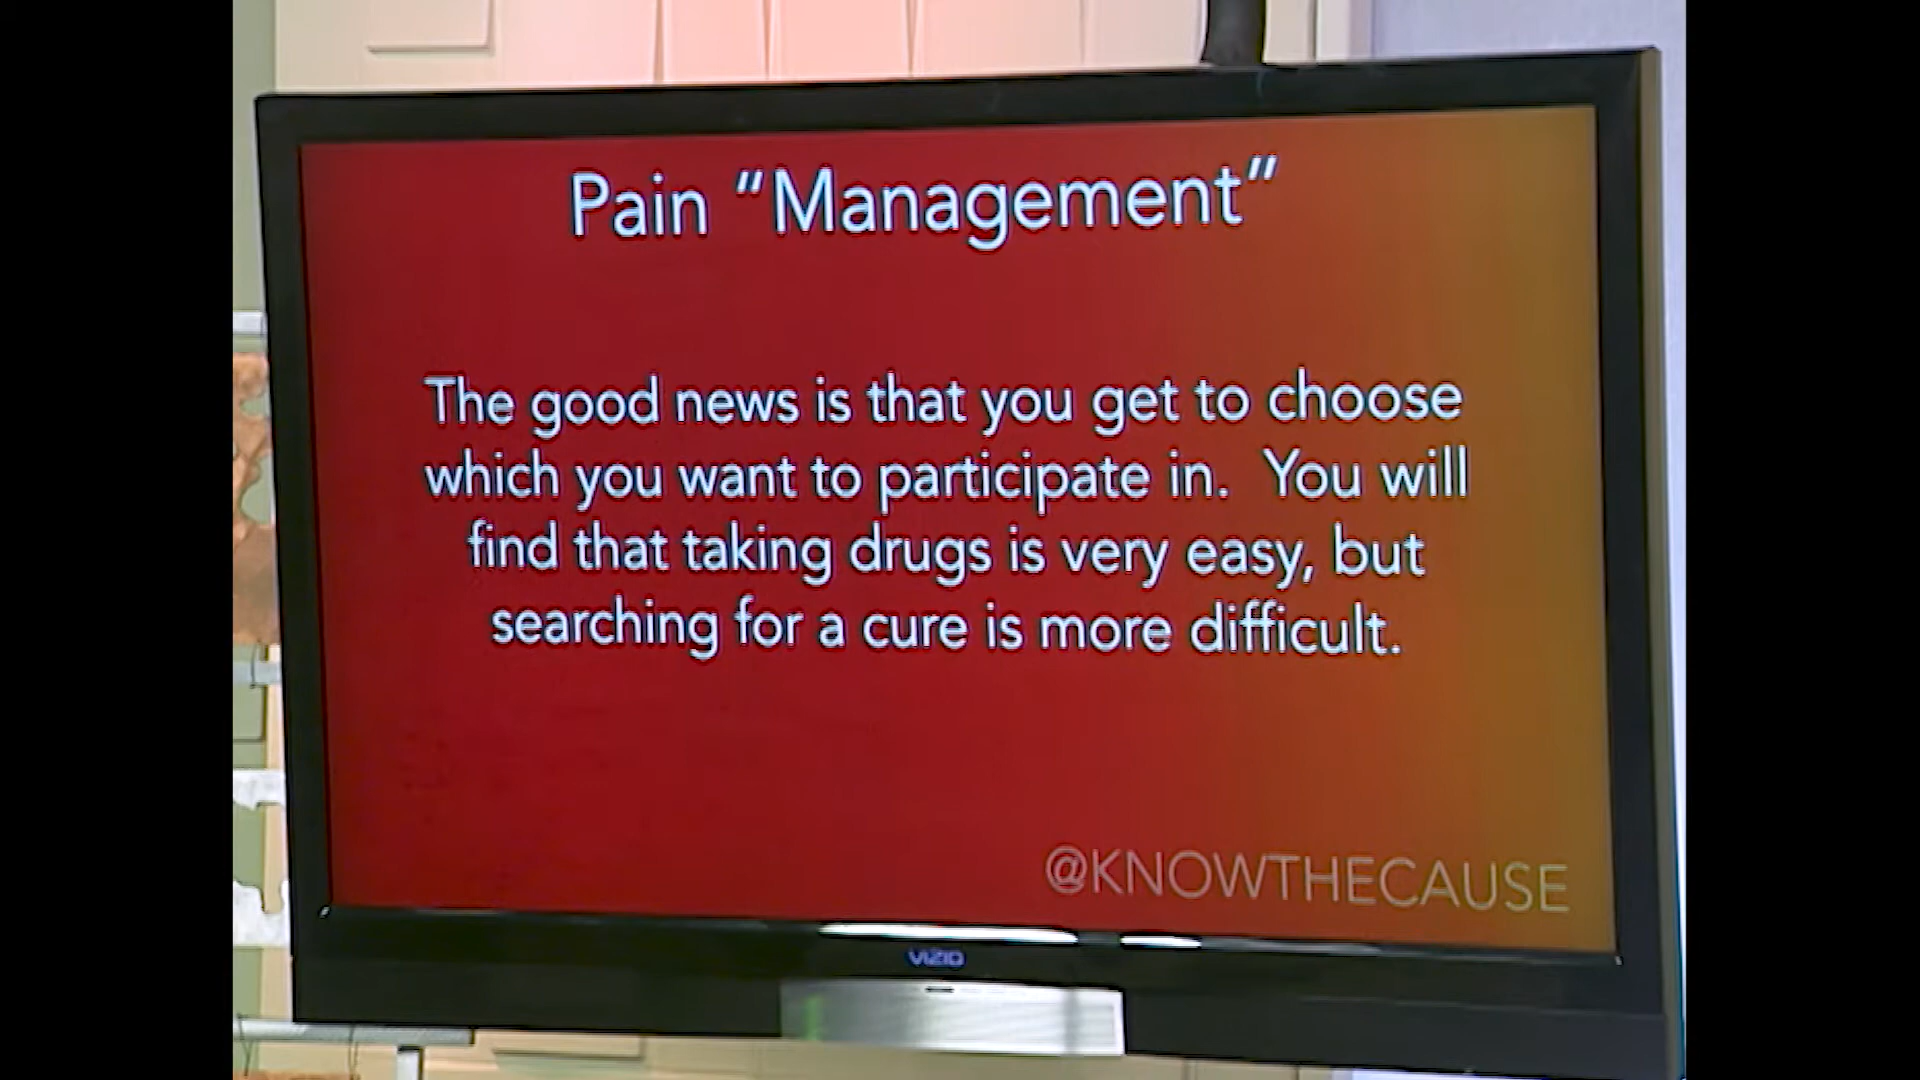 Pain “Management”
The good news is that you get to choose
which you want to participate in. You will
find that taking drugs is very easy, but
searching for a cure is more difficult.
@KNOWTHECAUSE
VIZIO